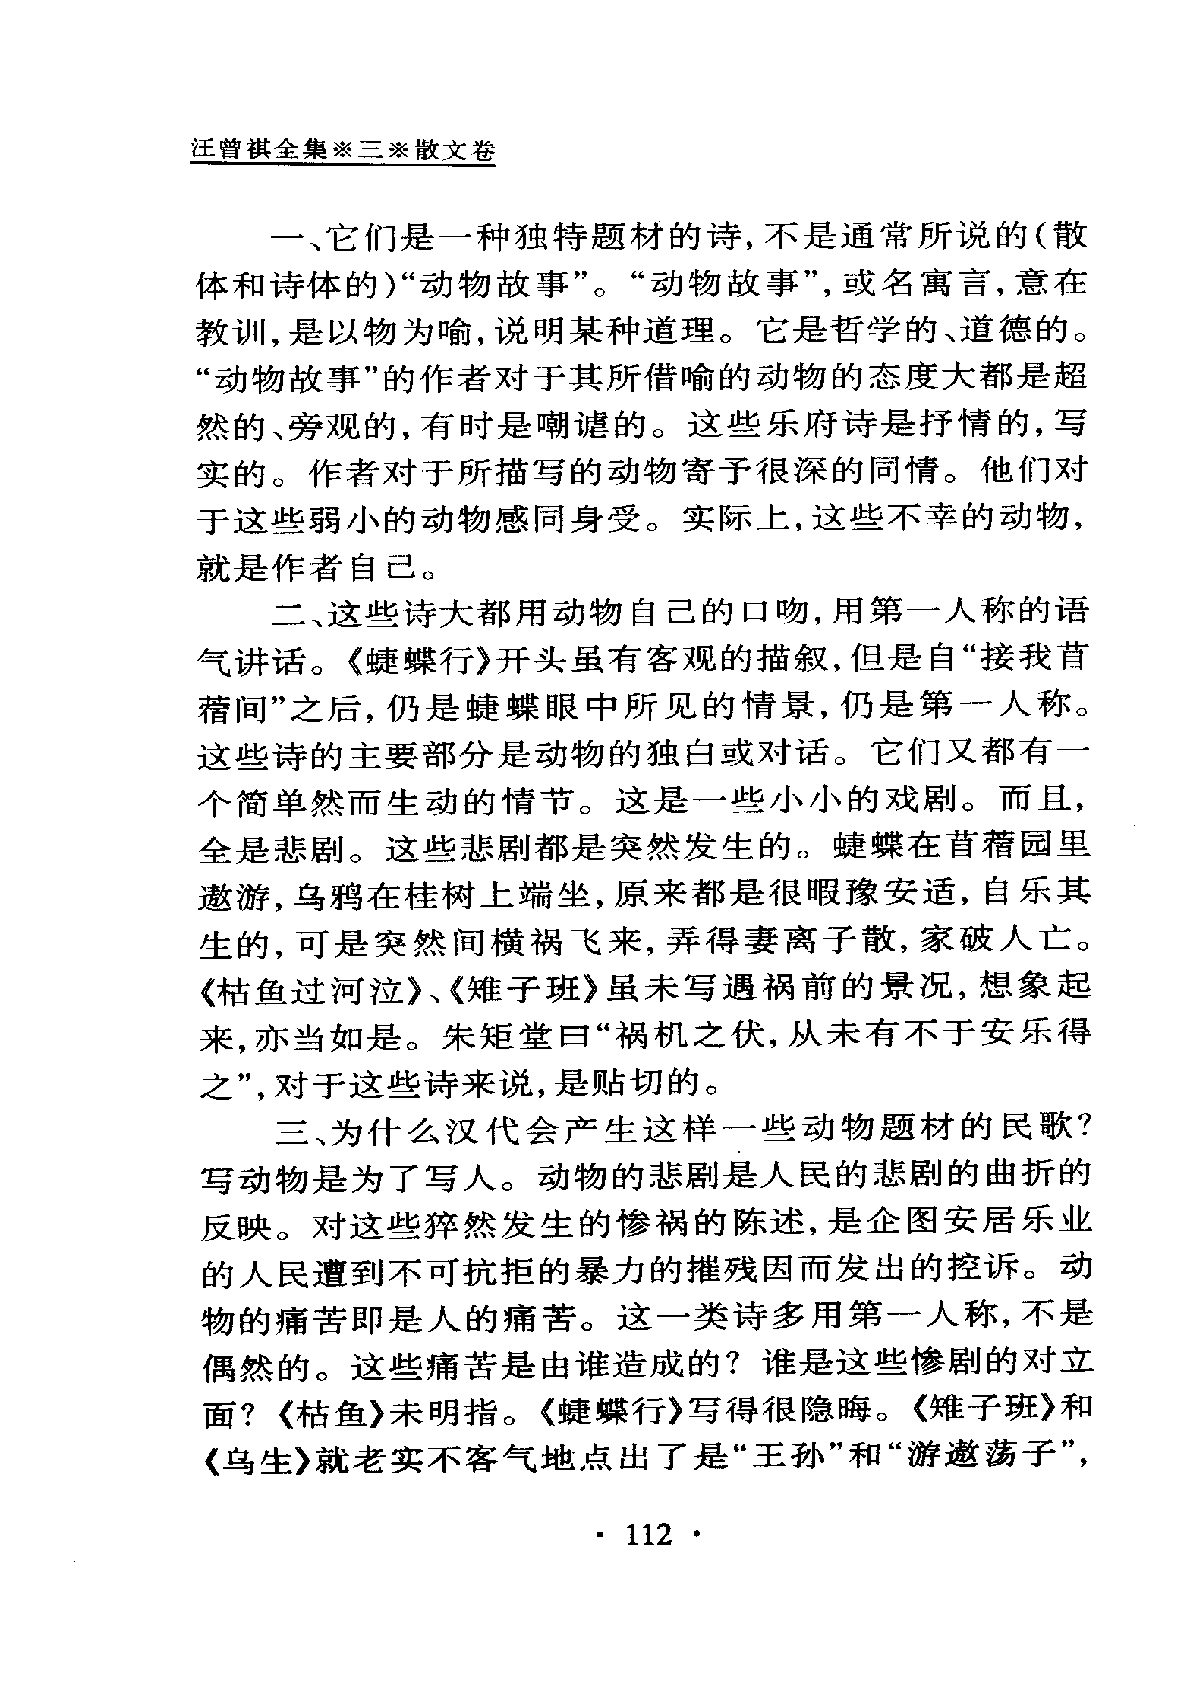 汪曾祺全集※三※散文卷
一、它们是一种独特题材的诗,不是通常所说的(散
体和诗体的)“动物故事”。“动物故事”,或名寓言,意在
教训,是以物为喻,说明某种道理。它是哲学的、道德的。
“动物故事”的作者对于其所借喻的动物的态度大都是超
然的、旁观的,有时是嘲谑的。这些乐府诗是抒情的,写
实的。作者对于所描写的动物寄予很深的同情。他们对
于这些弱小的动物感同身受。实际上,这些不幸的动物,
就是作者自己。
二、这些诗大都用动物自己的口吻,用第一人称的语
气讲话。《蜨蝶行》开头虽有客观的描叙,但是自“接我苜
蓿间”之后,仍是蜨蝶眼中所见的情景,仍是第一人称。
这些诗的主要部分是动物的独白或对话。它们又都有一
个简单然而生动的情节。这是一些小小的戏剧。而且,
全是悲剧。这些悲剧都是突然发生的。蜨蝶在苜蓿园里
遨游,乌鸦在桂树上端坐,原来都是很暇豫安适,自乐其
生的,可是突然间横祸飞来,弄得妻离子散,家破人亡。
《枯鱼过河泣》、《雉子班》虽未写遇祸前的景况,想象起
来,亦当如是。朱矩堂曰“祸机之伏,从未有不于安乐得
之”,对于这些诗来说,是贴切的。
三、为什么汉代会产生这样一些动物题材的民歌?
写动物是为了写人。动物的悲剧是人民的悲剧的曲折的
反映。对这些猝然发生的惨祸的陈述,是企图安居乐业
的人民遭到不可抗拒的暴力的摧残因而发出的控诉。动
物的痛苦即是人的痛苦。这一类诗多用第一人称,不是
偶然的。这些痛苦是由谁造成的?谁是这些惨剧的对立
面?《枯鱼》未明指。《蜨蝶行》写得很隐晦。《雉子班》和
《乌生》就老实不客气地点出了是“王孙”和“游遨荡子”,
· 112 ·